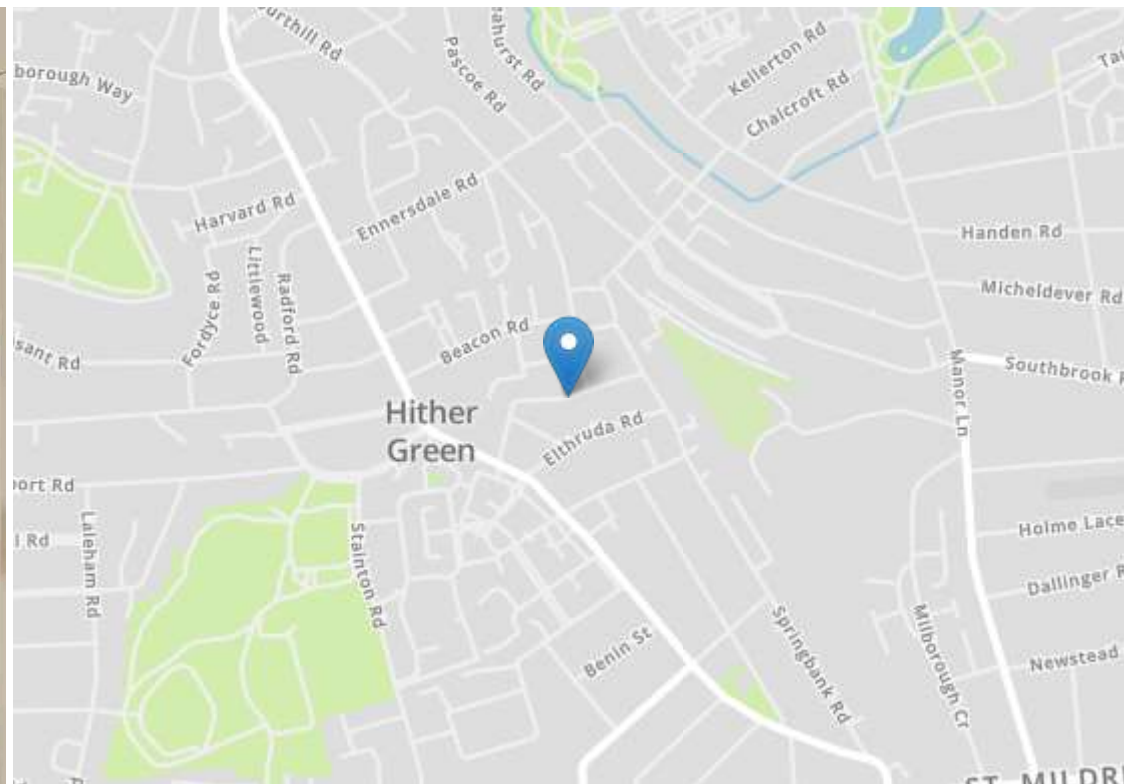 urthill Rd
Pascoe Rd
ahurst Rd
Kellerton Rd
Chalcroft Rd
Ta
borough Way
Harvard Rd
Ennersdale Rd
Handen Rd
Micheldever Rd
Fordyce Rd
Littlewood
Radford Rd
sant Rd
Beacon Rd
Manor Ln
Southbrook R
Hither
Green
Elthruda Rd
ort Rd
l Rd
Laleham Rd
Stainton Rd
Holme Lace
Dallinger R
Milborough Cr
Springbank Rd
Benin St
Newstead
ST. MILDR